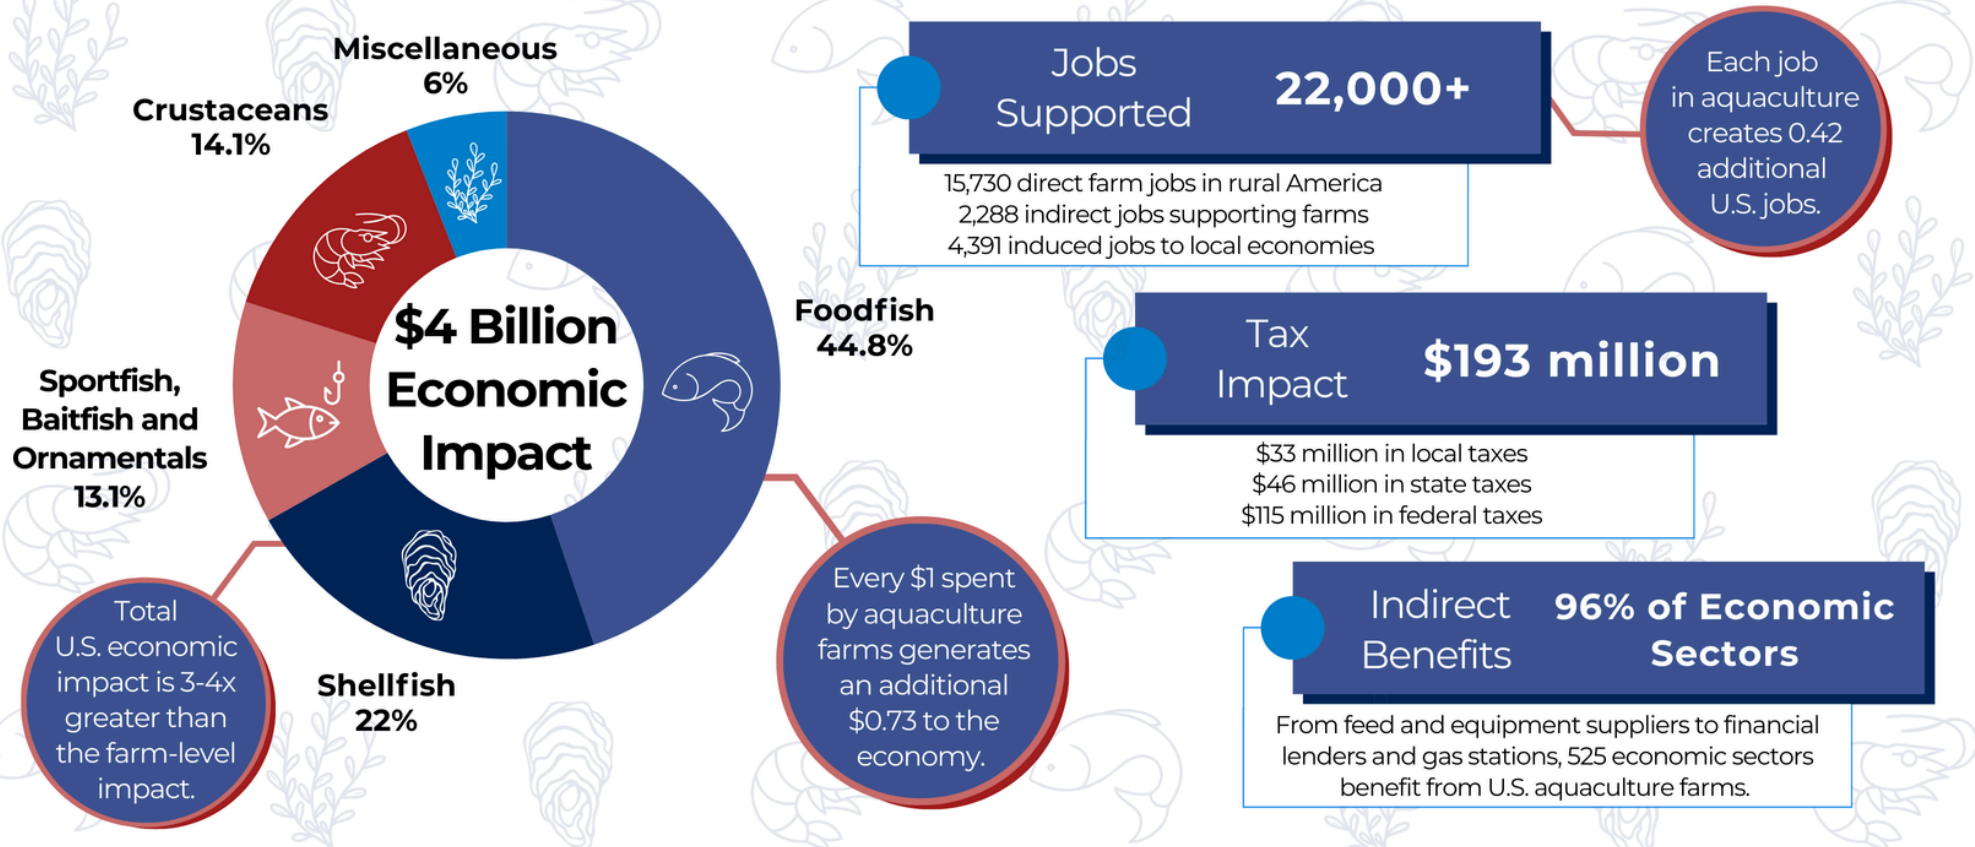 Miscellaneous
6%
Crustaceans
14.1%
Foodfish
44.8%
Sportfish,
Baitfish and
Ornamentals
13.1%
Shellfish
22%
$4 Billion
Economic
Impact
Total
U.S. economic
impact is 3-4x
greater than
the farm-level
impact.
Every $1 spent
by aquaculture
farms generates
an additional
$0.73 to the
economy.
Jobs
Supported
22,000+
15,730 direct farm jobs in rural America
2,288 indirect jobs supporting farms
4,391 induced jobs to local economies
Each job
in aquaculture
creates 0.42
additional
U.S. jobs.
Tax
Impact
$193 million
$33 million in local taxes
$46 million in state taxes
$115 million in federal taxes
Indirect
Benefits
96% of Economic
Sectors
From feed and equipment suppliers to financial
lenders and gas stations, 525 economic sectors
benefit from U.S. aquaculture farms.